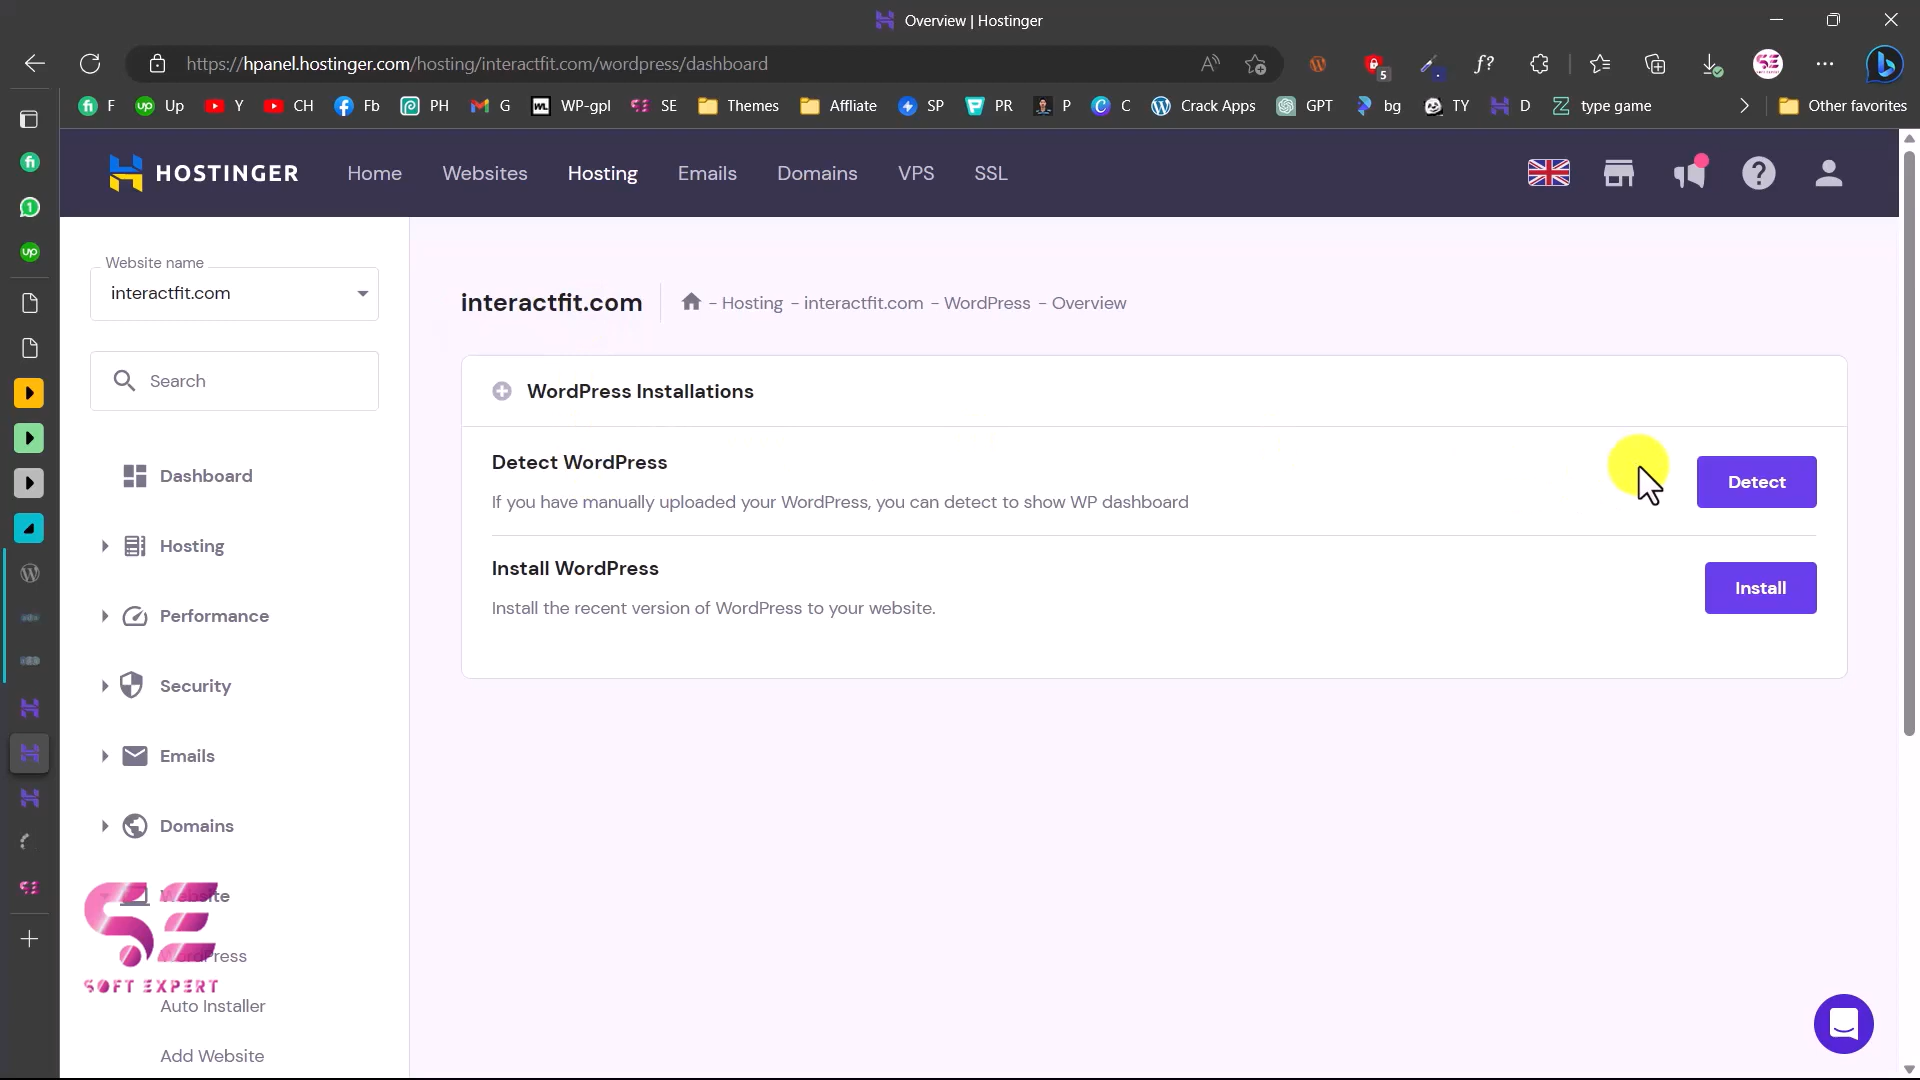 Overview | Hostinger
https://hpanel.hostinger.com/hosting/interactfit.com/wordpress/dashboard
5
F Up Y CH Fb PH G WP-gpl SE Themes Affliate SP PR P C Crack Apps GPT bg TY D type game Other favorites
HOSTINGER Home Websites Hosting Emails Domains VPS SSL
Website name
interactfit.com
Search
Dashboard
Hosting
Performance
Security
Emails
Domains
Website
WordPress
SOFT EXPERT
Auto Installer
Add Website
interactfit.com - Hosting - interactfit.com - WordPress - Overview
WordPress Installations
Detect WordPress
If you have manually uploaded your WordPress, you can detect to show WP dashboard
Detect
Install WordPress
Install the recent version of WordPress to your website.
Install